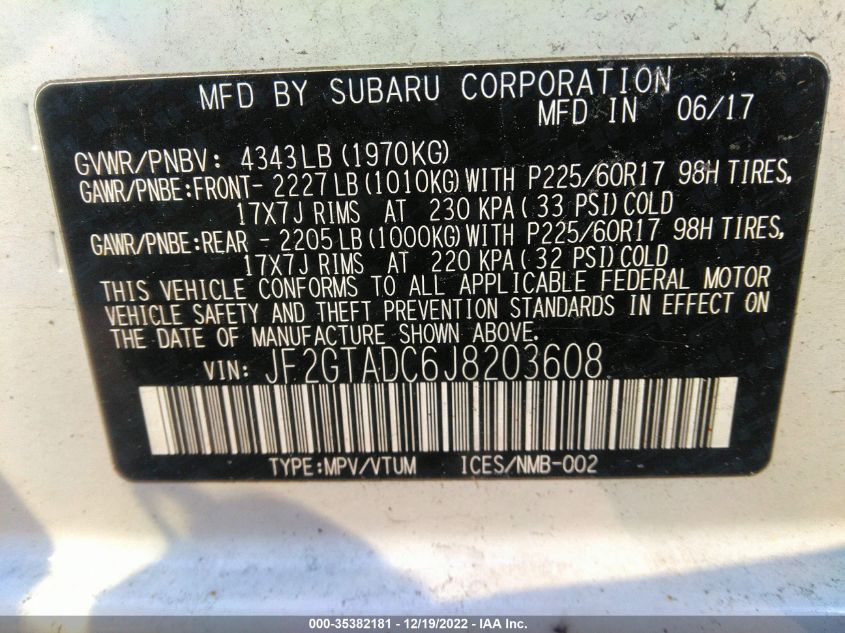 MFD BY SUBARU CORPORATION
MFD IN 06/17
GVWR/PNBV: 4343LB (1970KG)
GAWR/PNBE:FRONT- 2227LB (1010KG) WITH P225/60R17 98H TIRES,
17X7J RIMS AT 230 KPA ( 33 PSI) COLD
GAWR/PNBE:REAR - 2205LB (1000KG) WITH P225/60R17 98H TIRES,
17X7J RIMS AT 220 KPA ( 32 PSI) COLD
THIS VEHICLE CONFORMS TO ALL APPLICABLE FEDERAL MOTOR
VEHICLE SAFETY AND THEFT PREVENTION STANDARDS IN EFFECT ON
THE DATE OF MANUFACTURE SHOWN ABOVE.
VIN: JF2GTADC6J8203608
TYPE:MPV/VTUM ICES/NMB-002
000-35382181 - 12/19/2022 - IAA Inc.